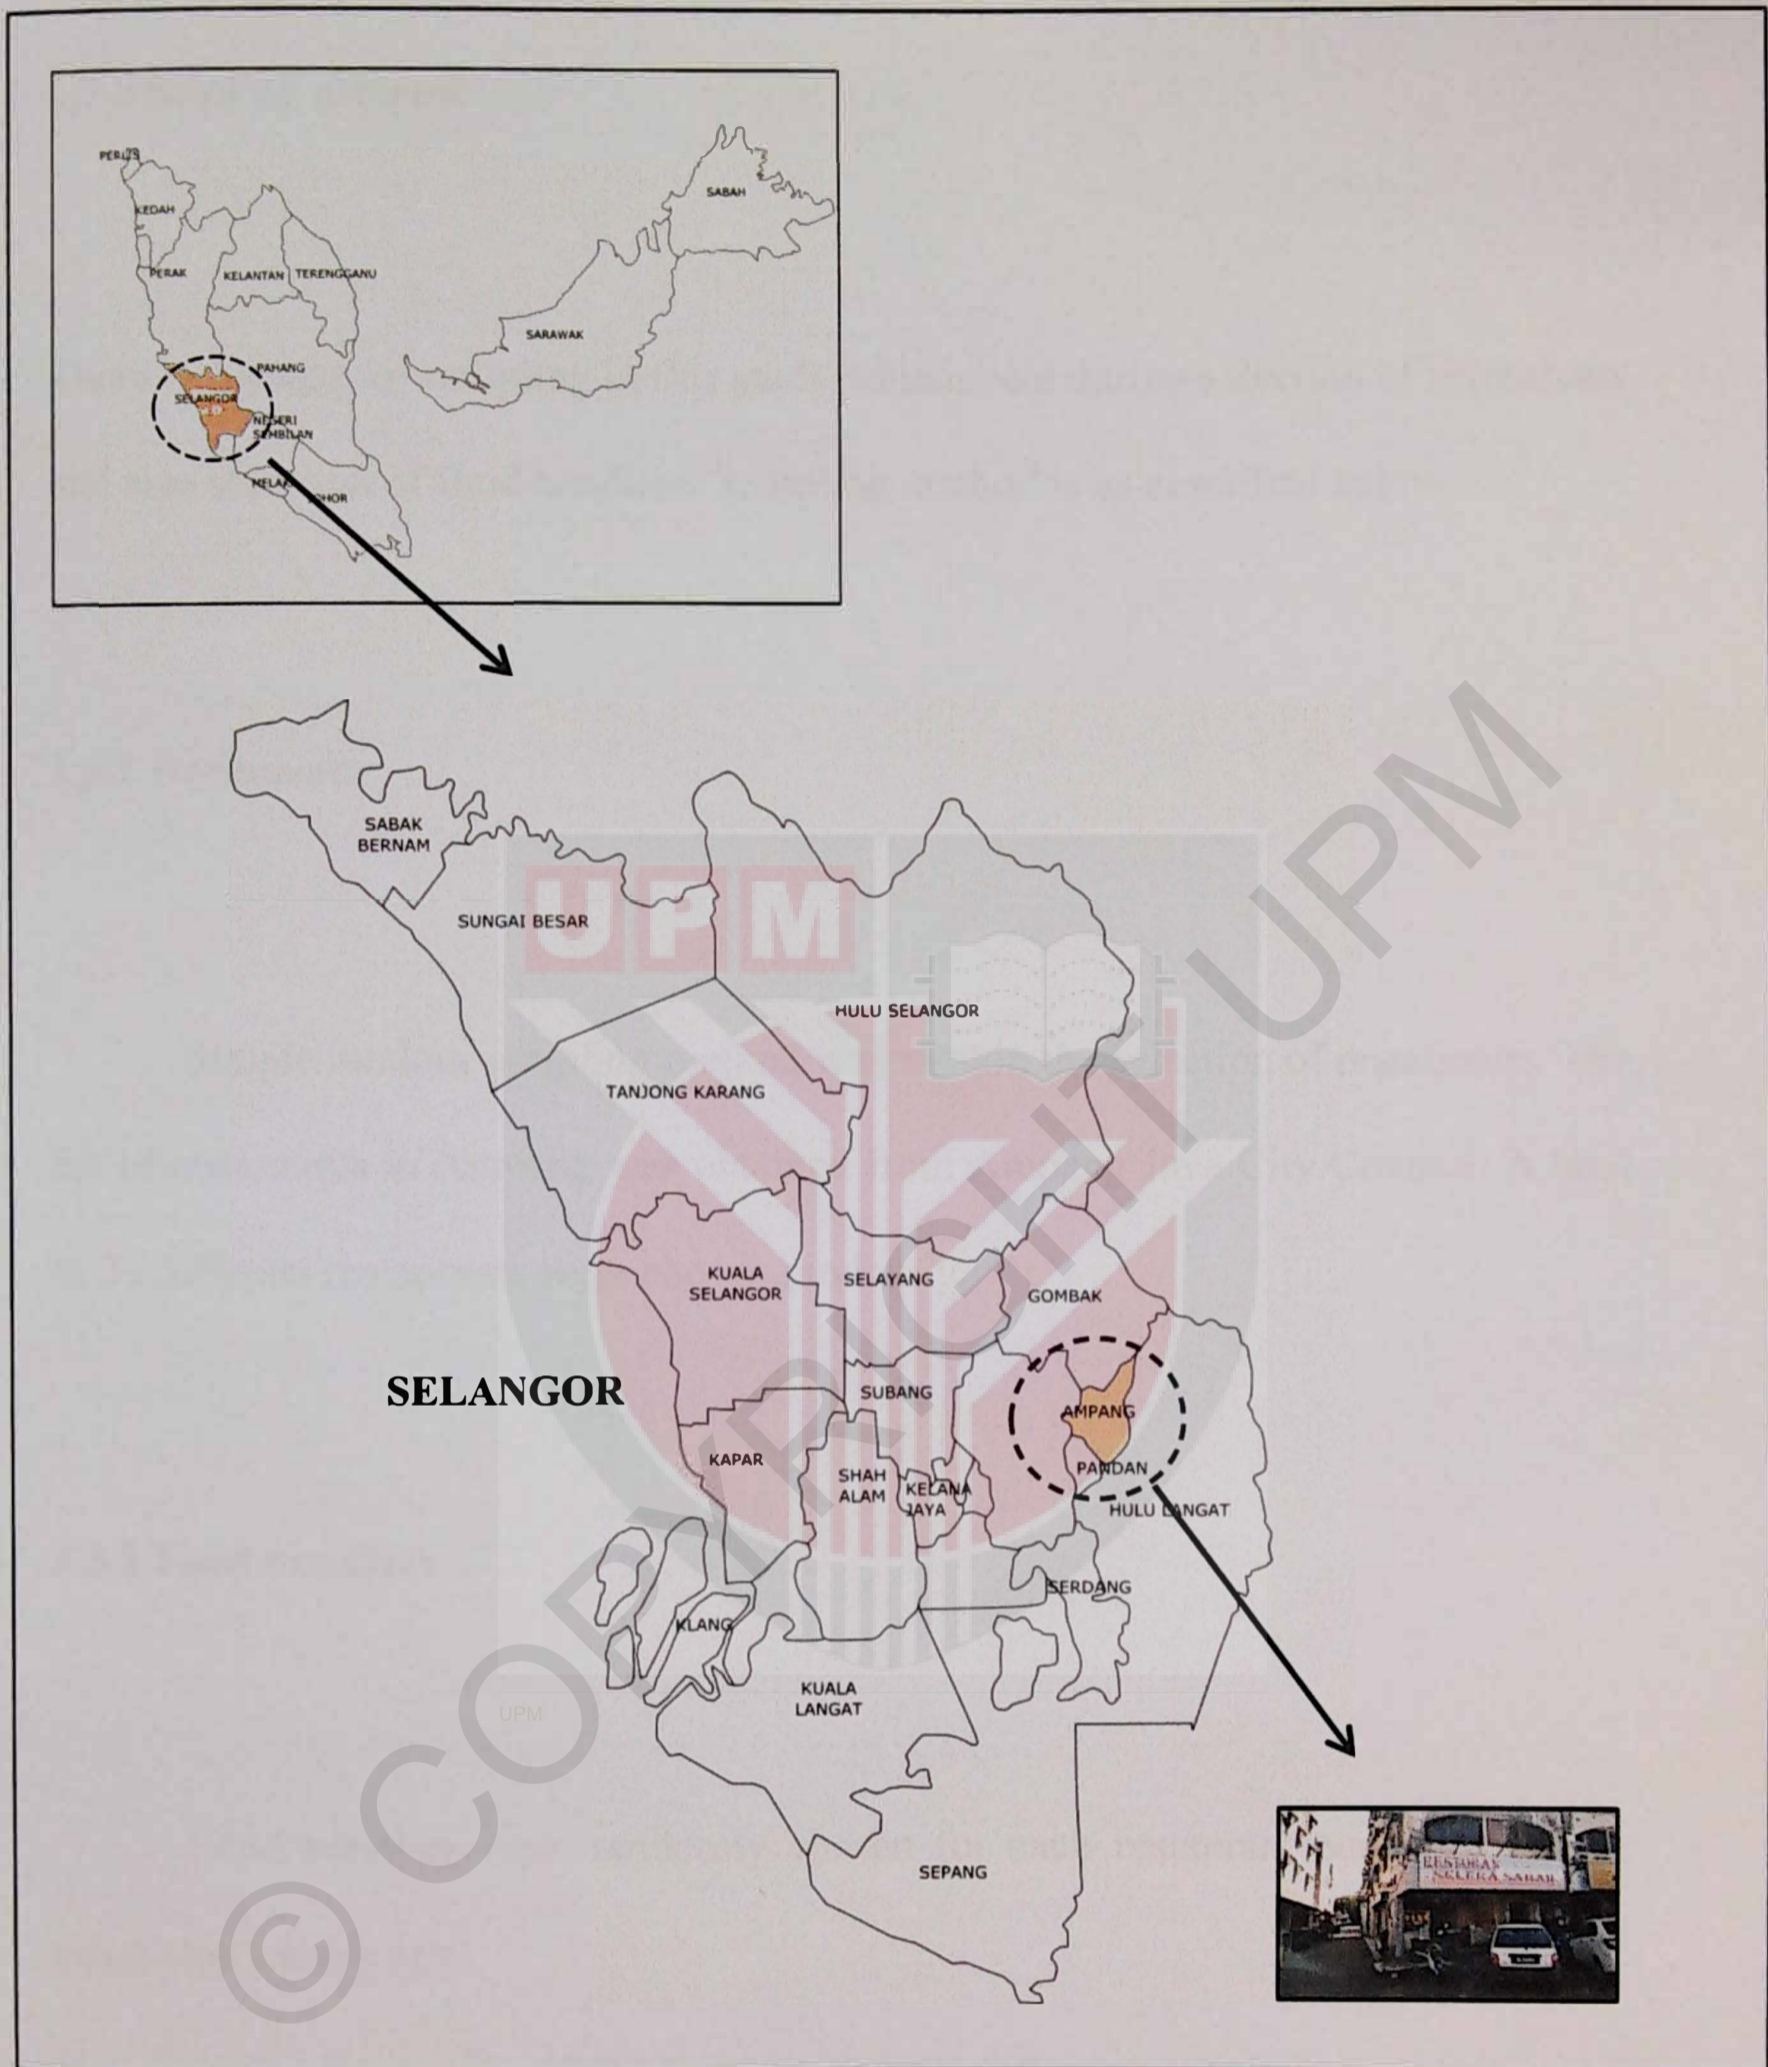 PERLIS
KEDAH
PERAK
KELANTAN
TERENGGANU
PAHANG
SELANGOR
NEGERI
SEMBILAN
SABAH
SARAWAK
SABAK
BERNAM
SUNGAI BESAR
UPM
HULU SELANGOR
TANJONG KARANG
KUALA
SELANGOR
SELAYANG
GOMBAK
SELANGOR
SUBANG
AMPANG
KAPAR
SHAH
ALAM
KELANA
JAYA
PANDAN
HULU LANGAT
SERDANG
KLANG
KUALA
LANGAT
UPM
SEPANG
RESTORAN
© COPYRIGHT UPM